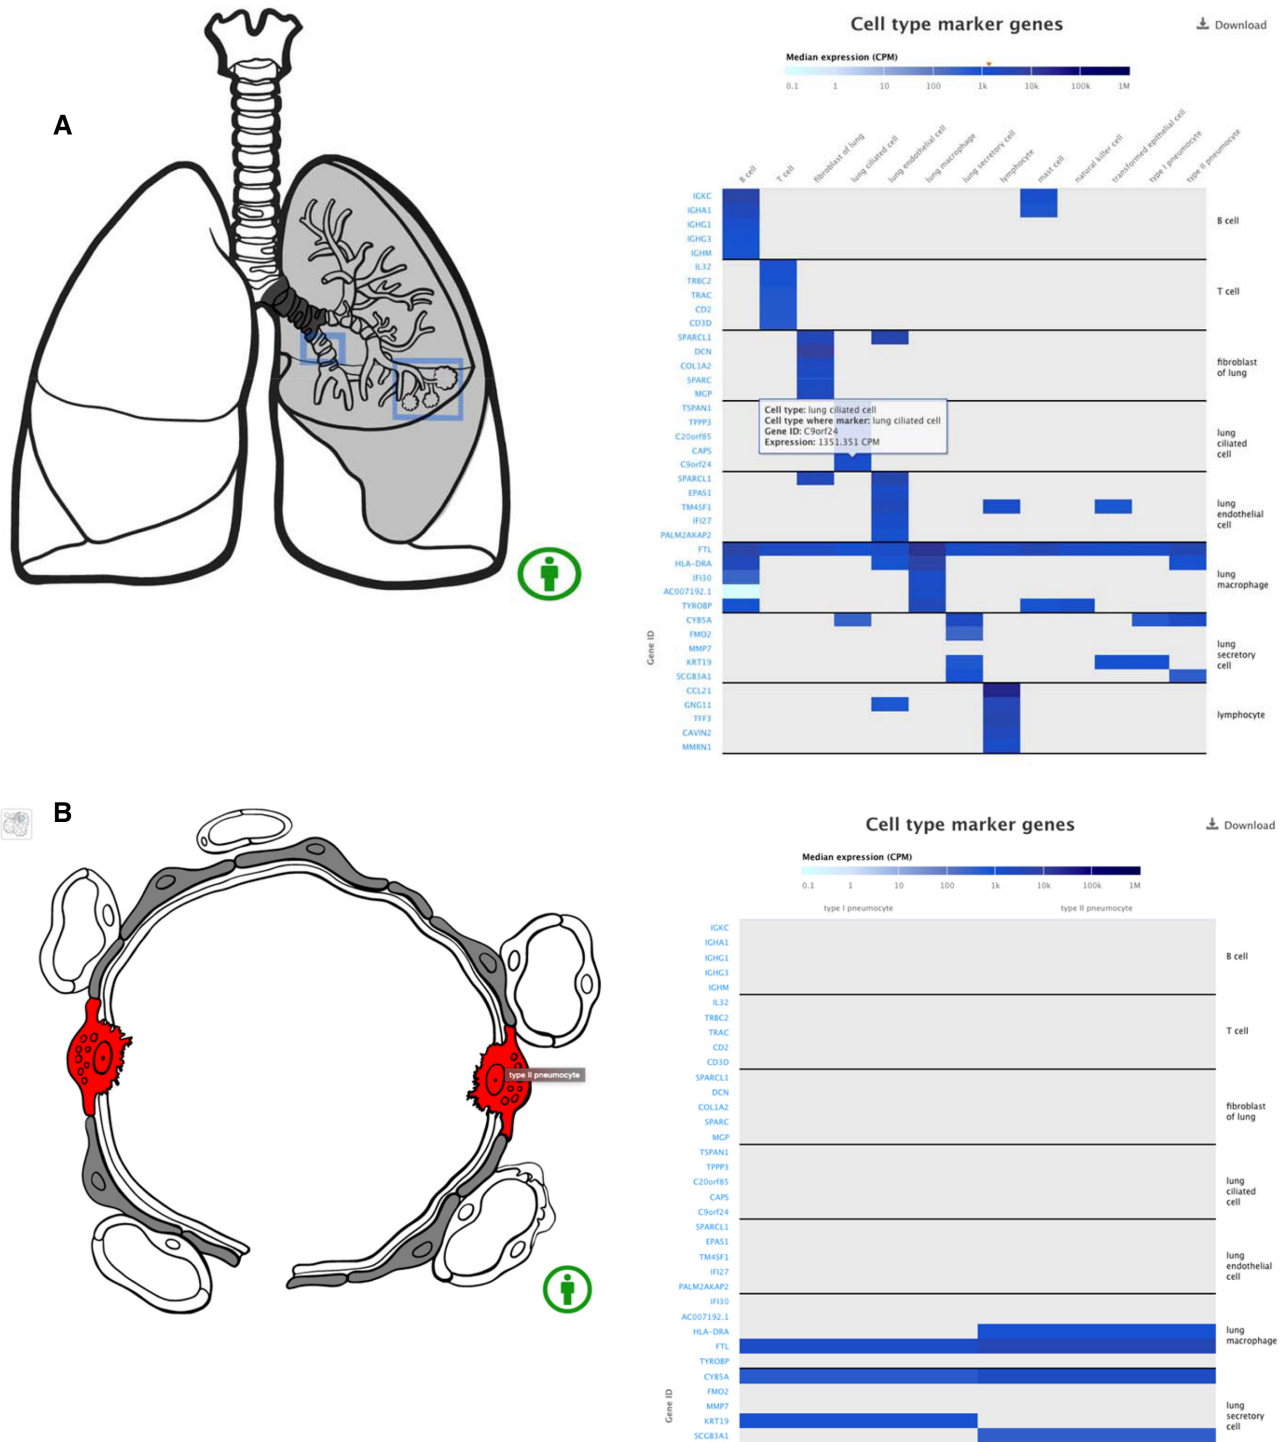 A
Cell type marker genes
Download
Median expression (CPM)
0.1 1 10 100 1k 10k 100k 1M
B cell
T cell
fibroblast of lung
lung ciliated cell
lung endothelial cell
lung macrophage
lung secretory cell
lymphocyte
mast cell
natural killer cell
transformed epithelial cell
type I pneumocyte
type II pneumocyte
IGKC
IGHA1
IGHG1
IGHG3
IGHM
B cell
IL32
TRBC2
TRAC
CD2
CD3D
T cell
SPARCL1
DCN
COL1A2
SPARC
MGP
fibroblast
of lung
TSPAN1
TPPP3
C20orf85
CAPS
C9orf24
lung
ciliated
cell
Cell type: lung ciliated cell
Cell type where marker: lung ciliated cell
Gene ID: C9orf24
Expression: 1351.351 CPM
SPARCL1
EPAS1
TM4SF1
IFI27
PALM2AKAP2
lung
endothelial
cell
FTL
HLA-DRA
IFI30
AC007192.1
TYROBP
lung
macrophage
CYB5A
FMO2
MMP7
KRT19
SCGB3A1
lung
secretory
cell
CCL21
GNG11
TFF3
CAVIN2
MMRN1
lymphocyte
Gene ID
B
type II pneumocyte
Cell type marker genes
Download
Median expression (CPM)
0.1 1 10 100 1k 10k 100k 1M
type I pneumocyte type II pneumocyte
IGKC
IGHA1
IGHG1
IGHG3
IGHM
B cell
IL32
TRBC2
TRAC
CD2
CD3D
T cell
SPARCL1
DCN
COL1A2
SPARC
MGP
fibroblast
of lung
TSPAN1
TPPP3
C20orf85
CAPS
C9orf24
lung
ciliated
cell
SPARCL1
EPAS1
TM4SF1
IFI27
PALM2AKAP2
lung
endothelial
cell
IFI30
AC007192.1
HLA-DRA
FTL
TYROBP
lung
macrophage
CYB5A
FMO2
MMP7
KRT19
SCGB3A1
lung
secretory
cell
Gene ID